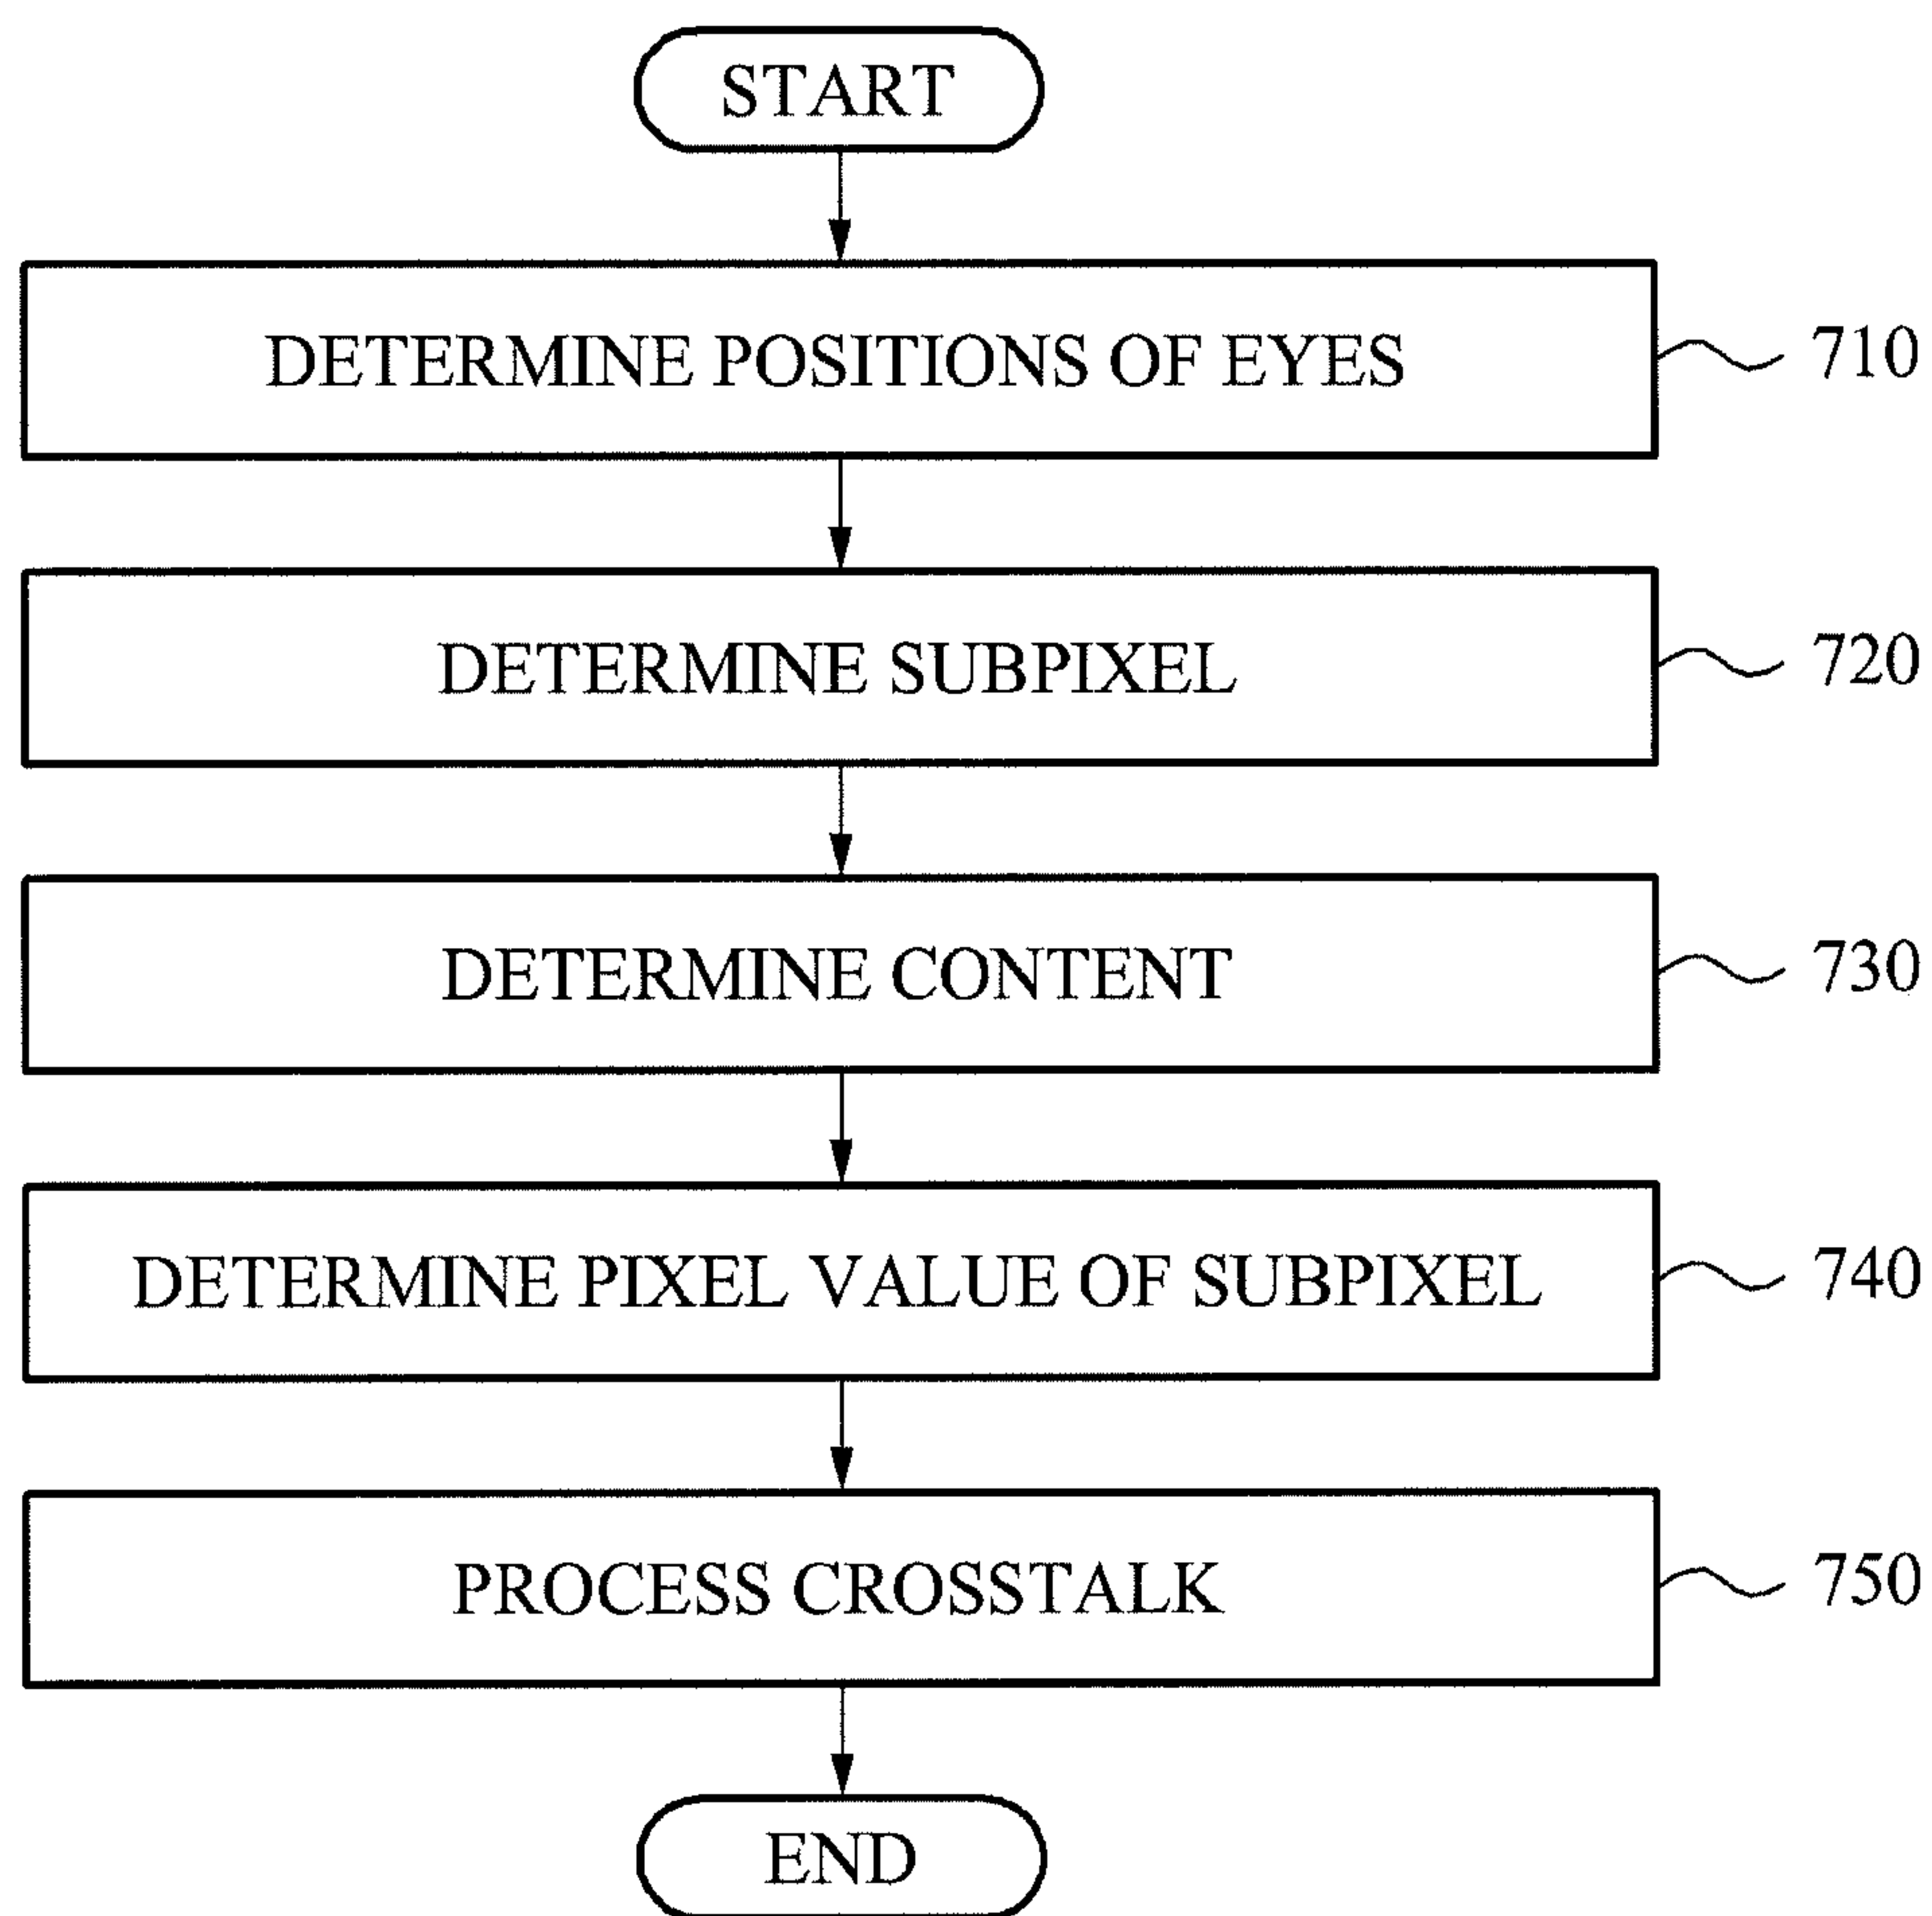 START
DETERMINE POSITIONS OF EYES
710
DETERMINE SUBPIXEL
720
DETERMINE CONTENT
730
DETERMINE PIXEL VALUE OF SUBPIXEL
740
PROCESS CROSSTALK
750
END